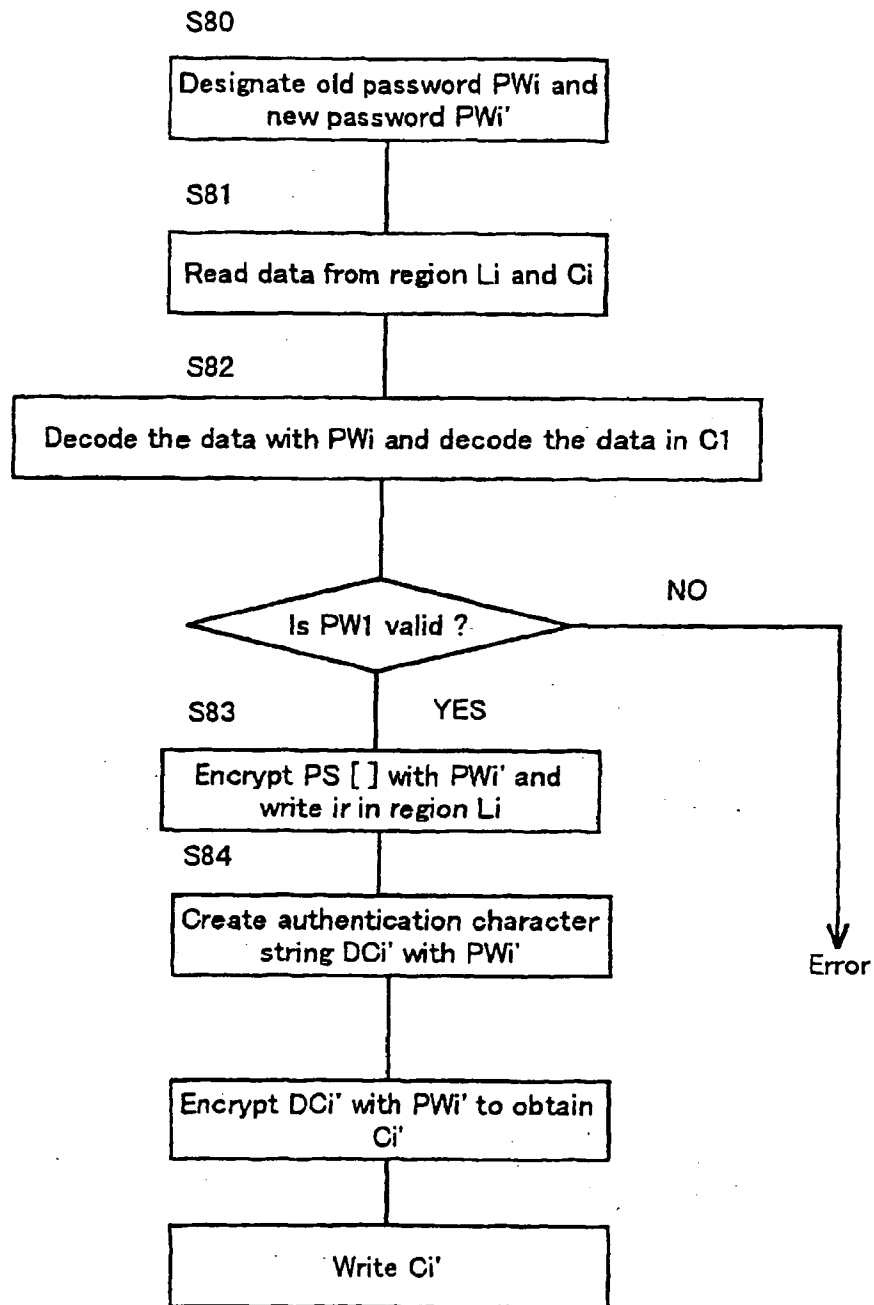 S80
Designate old password PWi and
new password PWi'
S81
Read data from region Li and Ci
S82
Decode the data with PWi and decode the data in C1
Is PW1 valid ?
NO
YES
S83
Encrypt PS [ ] with PWi' and
write ir in region Li
S84
Create authentication character
string DCi' with PWi'
Error
Encrypt DCi' with PWi' to obtain
Ci'
Write Ci'